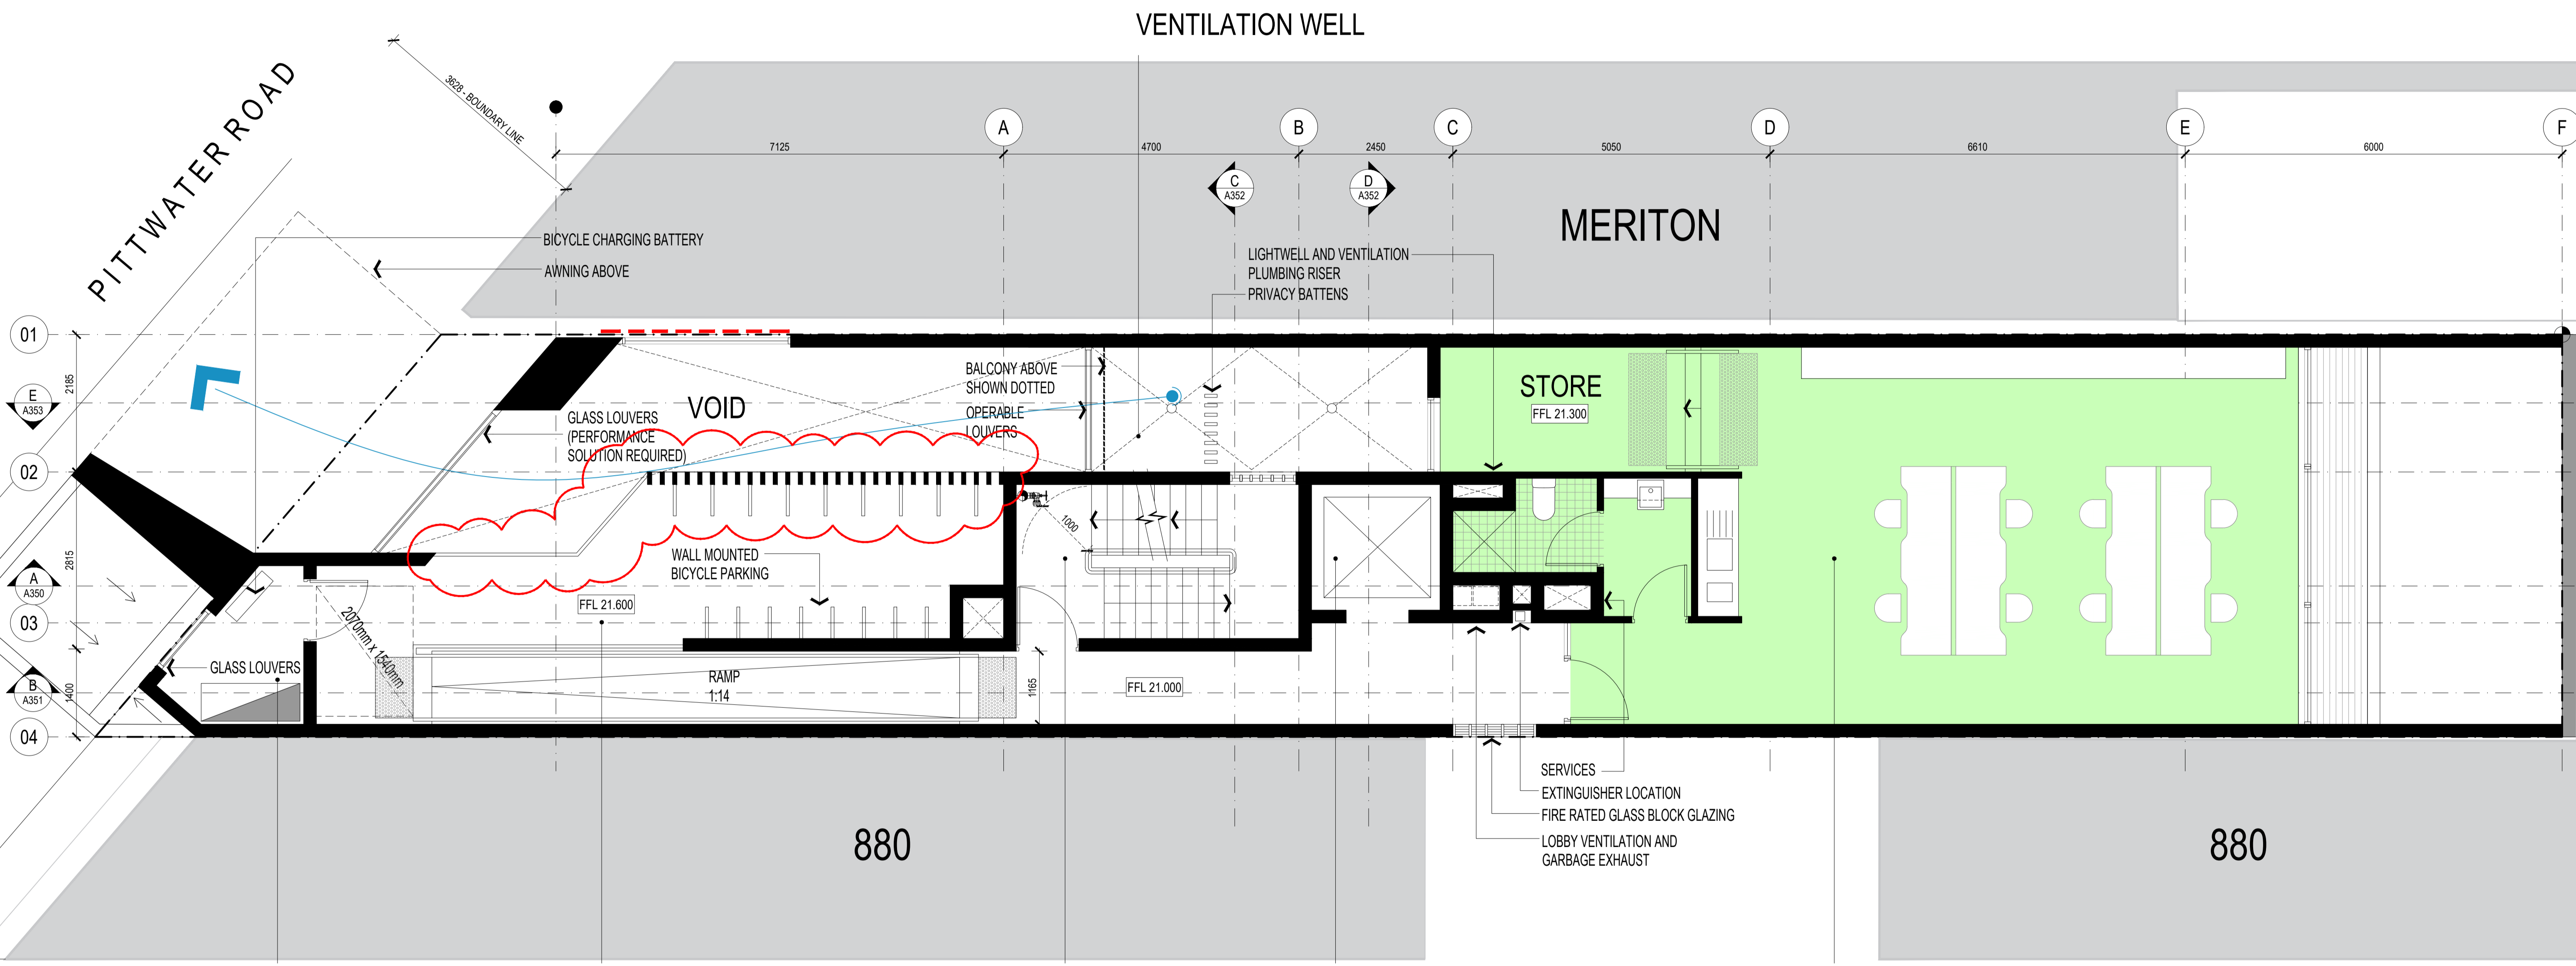 VENTILATION WELL
PITTWATER ROAD
3628 - BOUNDARY LINE
A
B
C
D
E
F
7125
4700
2450
5050
6610
6000
C
A352
D
A352
MERITON
BICYCLE CHARGING BATTERY
AWNING ABOVE
LIGHTWELL AND VENTILATION
PLUMBING RISER
PRIVACY BATTENS
01
2185
E
A353
02
2815
A
A350
03
1400
B
A351
04
BALCONY ABOVE
SHOWN DOTTED
OPERABLE
LOUVERS
VOID
GLASS LOUVERS
(PERFORMANCE
SOLUTION REQUIRED)
STORE
FFL 21.300
1000
WALL MOUNTED
BICYCLE PARKING
FFL 21.600
2070mm x 1540mm
GLASS LOUVERS
RAMP
1:14
1165
FFL 21.000
SERVICES
EXTINGUISHER LOCATION
FIRE RATED GLASS BLOCK GLAZING
LOBBY VENTILATION AND
GARBAGE EXHAUST
880
880